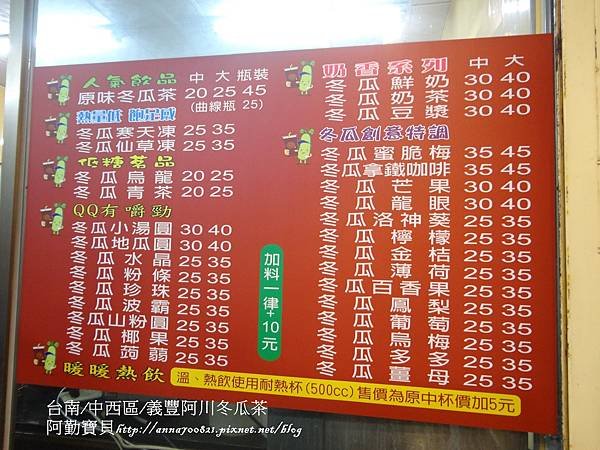 人氣飲品 中 大 瓶裝
原味冬瓜茶 20 25 45
(曲線瓶 25)
熱量低 飽足感
冬瓜寒天凍 25 35
冬瓜仙草凍 25 35
低糖茗品
冬瓜烏龍 20 25
冬瓜青茶 20 25
QQ有嚼勁
冬瓜小湯圓 30 40
冬瓜地瓜圓 30 40
冬瓜水晶 25 35
冬瓜粉條 25 35
冬瓜珍珠 25 35
冬瓜波霸 25 35
冬瓜山粉圓 25 35
冬瓜椰果 25 35
冬瓜蒟蒻 25 35
暖暖熱飲
溫、熱飲使用耐熱杯(500cc)售價為原中杯價加5元
加料一律+10元
奶香系列 中 大
冬瓜鮮奶 30 40
冬瓜奶茶 30 40
冬瓜豆漿 30 40
冬瓜創意特調
冬瓜蜜脆梅 35 45
冬瓜拿鐵咖啡 35 45
冬瓜芒果 30 40
冬瓜龍眼 30 40
冬瓜洛神葵 25 35
冬瓜檸檬 25 35
冬瓜金桔 25 35
冬瓜薄荷 25 35
冬瓜百香果 25 35
冬瓜鳳梨 25 35
冬瓜葡萄 25 35
冬瓜烏梅 25 35
冬瓜多多 25 35
冬瓜薑母 25 35
台南/中西區/義豐阿川冬瓜茶
阿勤寶貝http://anna700821.pixnet.net/blog